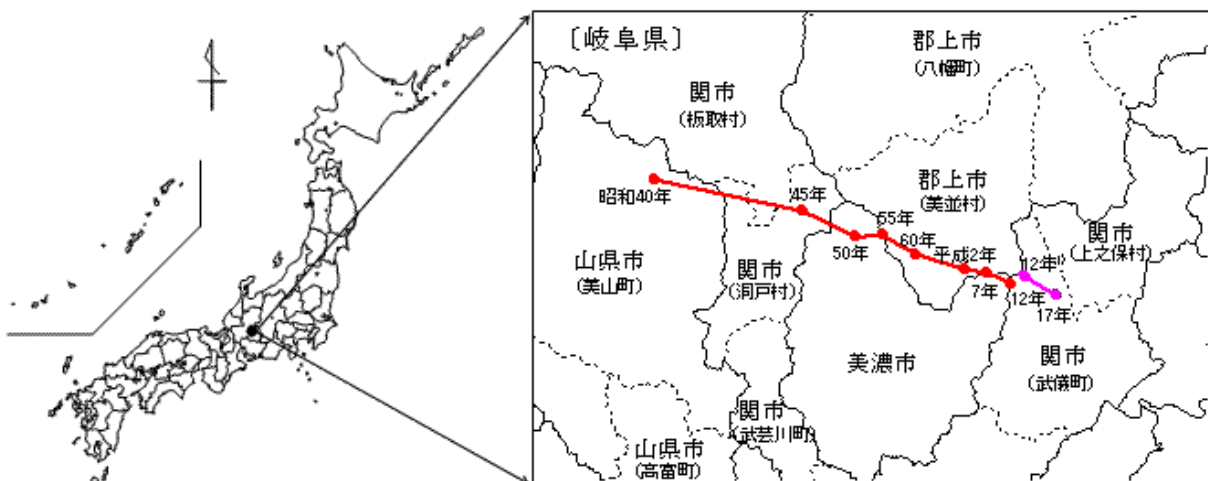 〔岐阜県〕
郡上市
(八幡町)
関市
(板取村)
昭和40年
45年
郡上市
(美並村)
55年
50年
60年
平成2年
7年
12年
12年
17年
関市
(上之保村)
山県市
(美山町)
関市
(洞戸村)
美濃市
関市
(武儀町)
関市
(武芸川町)
山県市
(高富町)